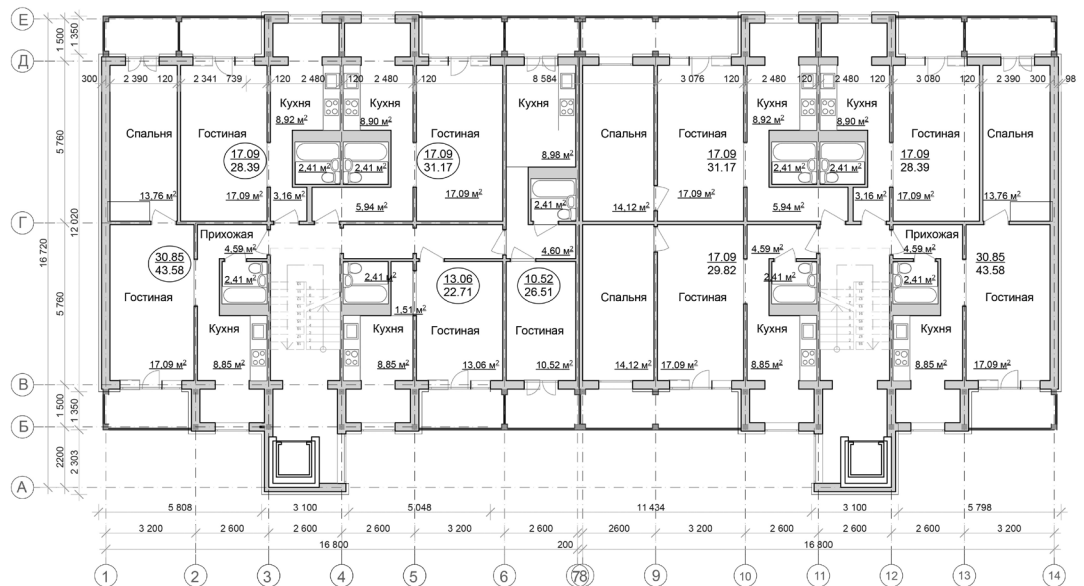 Е
Д
Г
В
Б
А
1 500
1 350
5 760
12 020
16 720
5 760
1 500
1 350
2200
2 303
300
2 390
120
2 341
739
120
2 480
120
2 480
120
8 584
3 076
120
2 480
120
2 480
120
3 080
120
2 390
300
98
Кухня
8,92 м²
Кухня
8.90 м²
Кухня
Кухня
8,92 м²
Кухня
8.90 м²
Спальня
Гостиная
Гостиная
Спальня
Гостиная
Гостиная
Спальня
17.09
28.39
17.09
31.17
8,98 м²
17.09
31.17
17.09
28.39
2,41 м²
2,41 м²
2,41 м²
2,41 м²
13,76 м²
17.09 м²
3,16 м²
5,94 м²
17.09 м²
2,41 м²
14,12 м²
17.09 м²
5,94 м²
3,16 м²
17.09 м²
13,76 м²
Прихожая
4,59 м²
4,60 м²
4,59 м²
Прихожая
4,59 м²
30.85
43.58
13.06
22.71
10.52
26.51
17.09
29.82
30.85
43.58
2,41 м²
2,41 м²
2,41 м²
2,41 м²
Гостиная
1,51 м²
Спальня
Гостиная
Гостиная
Кухня
Кухня
Гостиная
Гостиная
Кухня
Кухня
17.09 м²
8,85 м²
8,85 м²
13,06 м²
10,52 м²
14,12 м²
17.09 м²
8,85 м²
8,85 м²
17.09 м²
5 808
3 100
5,048
11 434
3 100
5 798
3 200
2 600
2 600
2 600
3 200
2 600
2600
3 200
2 600
2 600
2 600
3 200
16 800
200
16 800
1
2
3
4
5
6
7
8
9
10
11
12
13
14